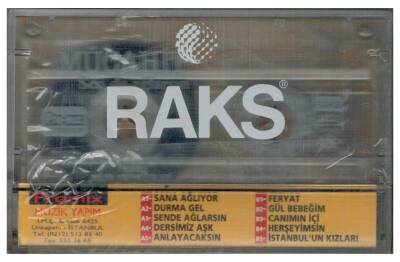 RAKS®
MÜZİK YAPIM
Unkapanı - İSTANBUL
A1- SANA AĞLIYOR
A2- DURMA GEL
A3- SENDE AĞLARSIN
A4- DERSİMİZ AŞK
A5- ANLAYACAKSIN
B1- FERYAT
B2- GÜL BEBEĞİM
B3- CANIMIN İÇİ
B4- HERŞEYİMSİN
B5- İSTANBUL'UN KIZLARI